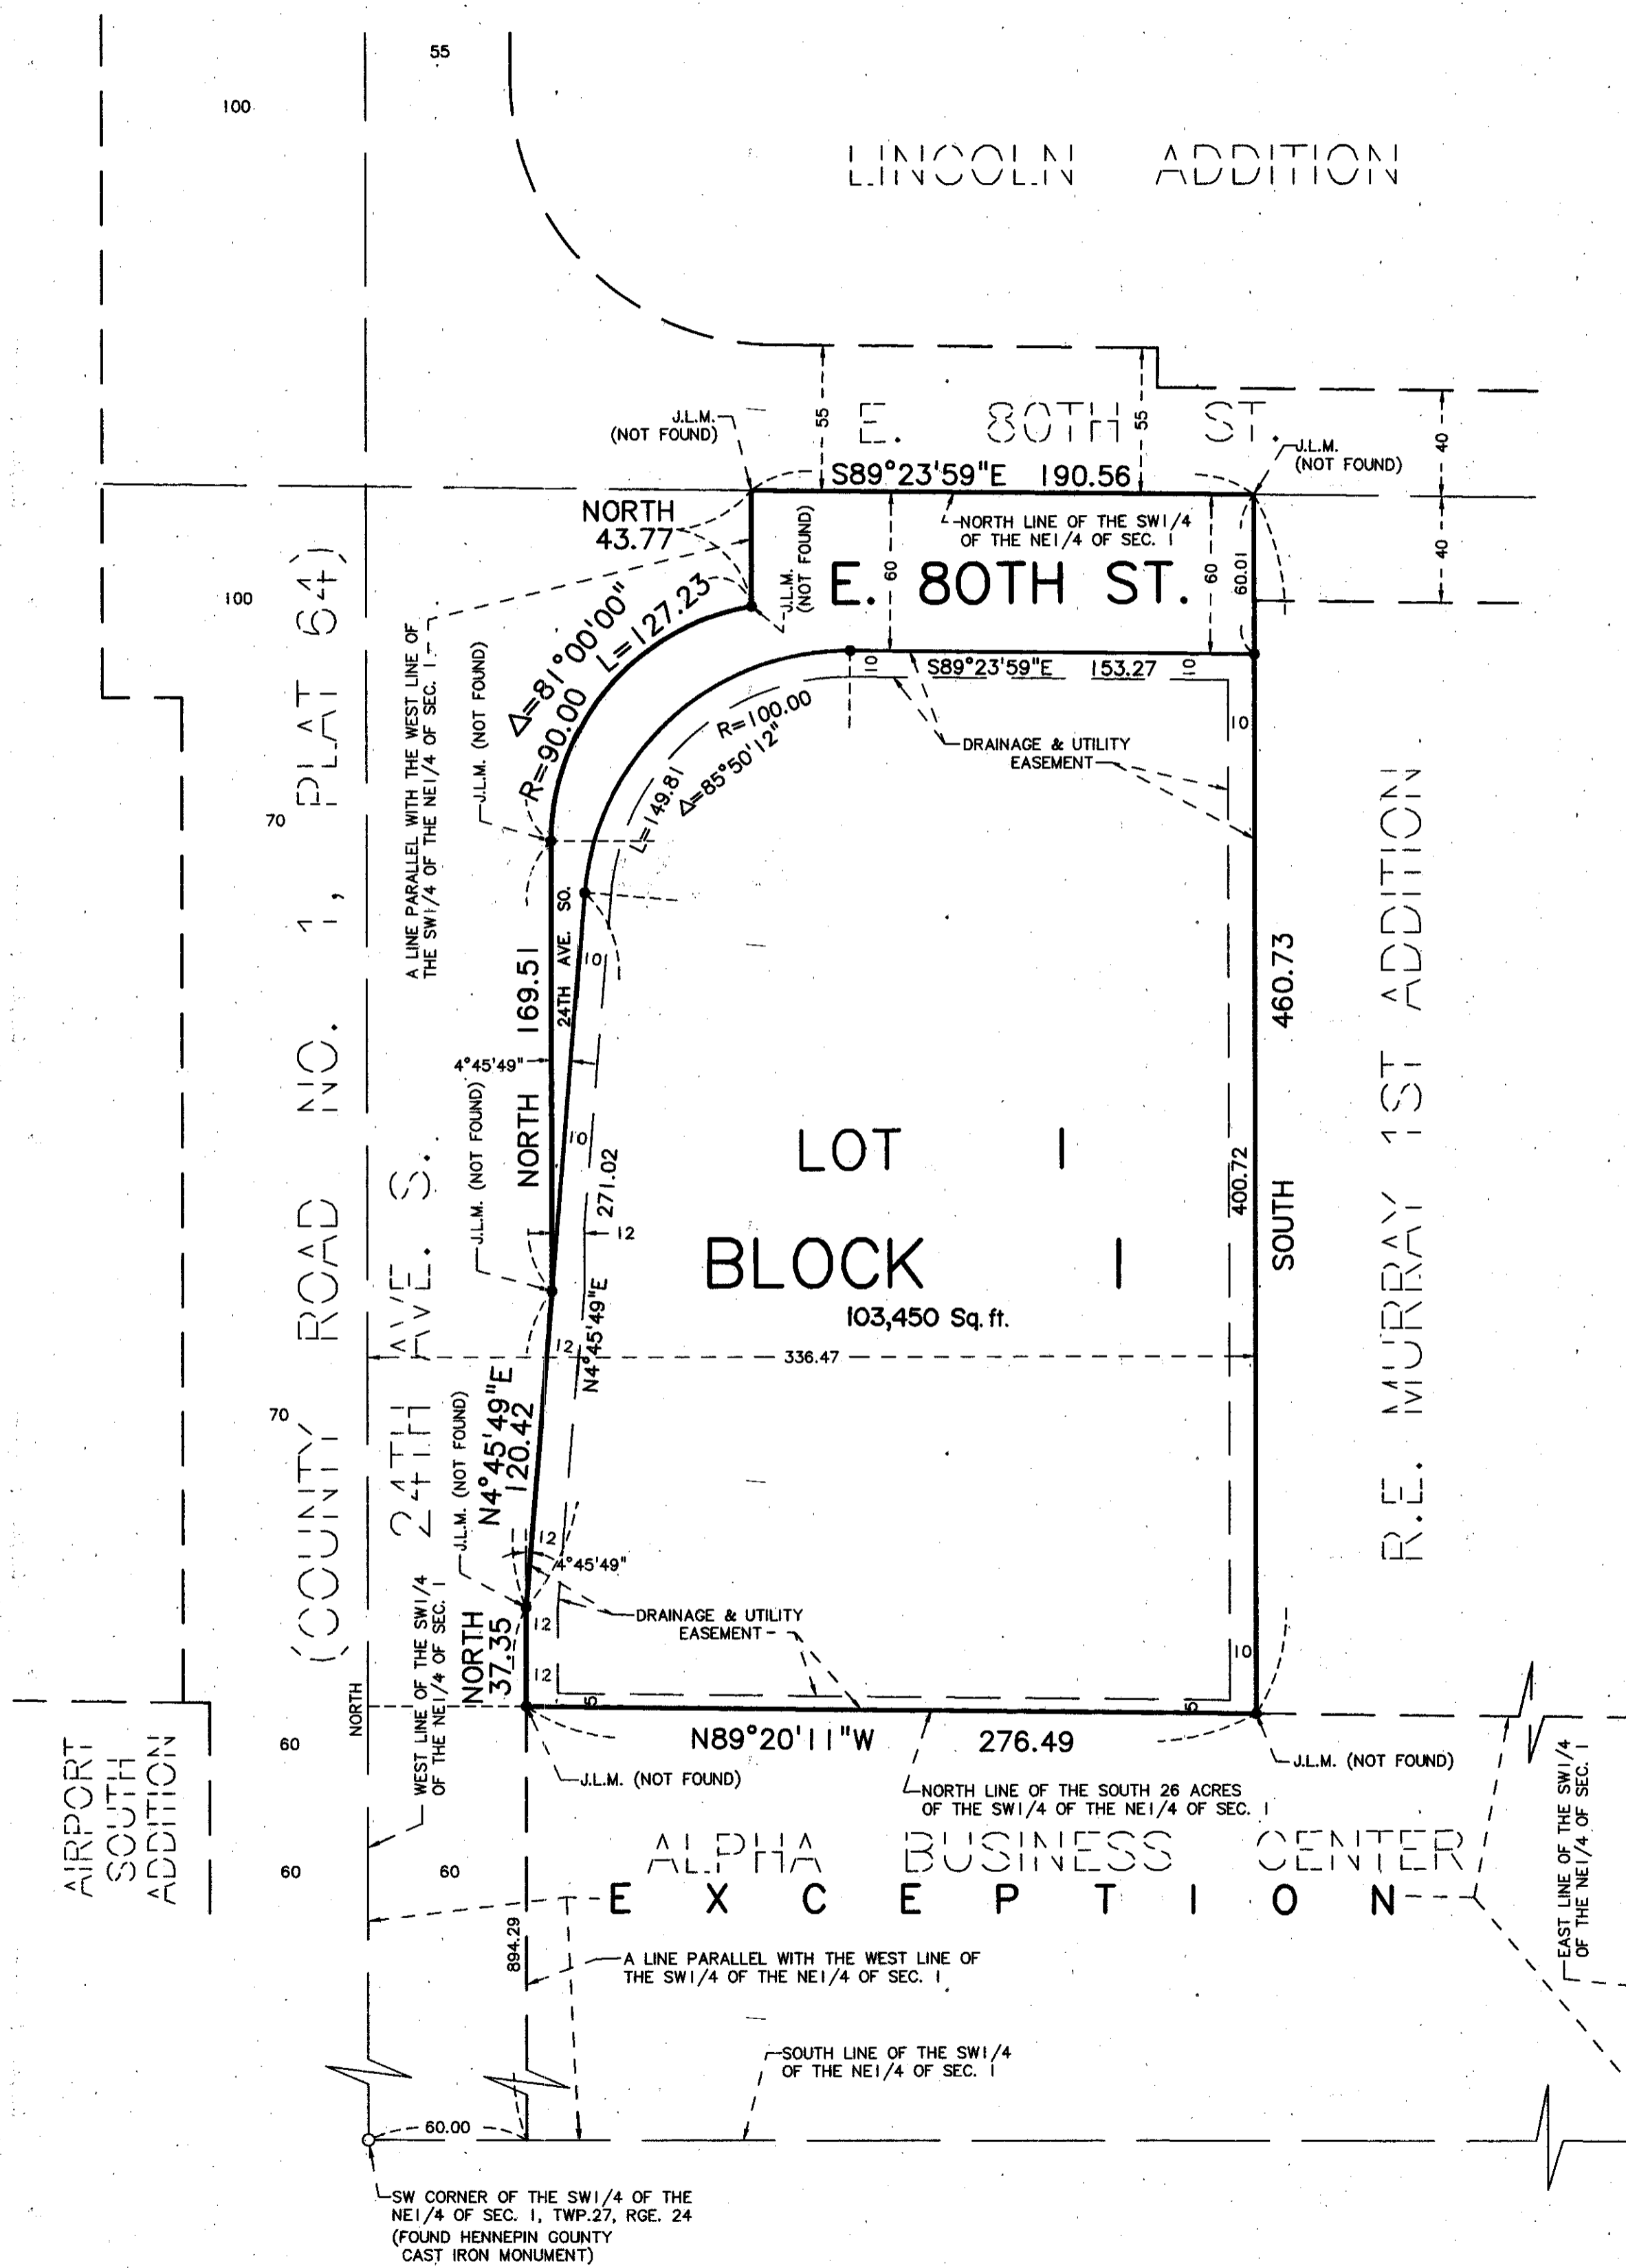 55
100
LINCOLN ADDITION
J.L.M.
(NOT FOUND)
55
E. 80TH ST.
55
40
J.L.M.
(NOT FOUND)
S89°23'59"E 190.56
NORTH
43.77
NORTH LINE OF THE SW1/4
OF THE NE1/4 OF SEC. 1
J.L.M.
(NOT FOUND)
60
E. 80TH ST.
60
60.01
40
100
Δ=81°00'00"
L=127.23
R=90.00
J.L.M. (NOT FOUND)
A LINE PARALLEL WITH THE WEST LINE OF
THE SW1/4 OF THE NE1/4 OF SEC. 1
10
S89°23'59"E 153.27
10
10
R=100.00
Δ=85°50'12"
L=149.81
DRAINAGE & UTILITY
EASEMENT
70
24TH AVE. SO.
10
NORTH 169.51
4°45'49"
460.73
SOUTH
400.72
R.E. MURRAY 1ST ADDITION
J.L.M. (NOT FOUND)
10
271.02
N4°45'49"E
12
LOT 1
BLOCK 1
103,450 Sq. ft.
12
336.47
(COUNTY ROAD NO. 1, PLAT 64)
24TH AVE. S.
70
N4°45'49"E
120.42
J.L.M. (NOT FOUND)
12
4°45'49"
DRAINAGE & UTILITY
EASEMENT
12
12
NORTH
37.35
10
5
5
NORTH
WEST LINE OF THE SW1/4
OF THE NE1/4 OF SEC. 1
N89°20'11"W 276.49
J.L.M. (NOT FOUND)
J.L.M. (NOT FOUND)
60
NORTH LINE OF THE SOUTH 26 ACRES
OF THE SW1/4 OF THE NE1/4 OF SEC. 1
AIRPORT
SOUTH
ADDITION
ALPHA BUSINESS CENTER
60
60
EXCEPTION
EAST LINE OF THE SW1/4
OF THE NE1/4 OF SEC. 1
894.29
A LINE PARALLEL WITH THE WEST LINE OF
THE SW1/4 OF THE NE1/4 OF SEC. 1
SOUTH LINE OF THE SW1/4
OF THE NE1/4 OF SEC. 1
60.00
SW CORNER OF THE SW1/4 OF THE
NE1/4 OF SEC. 1, TWP.27, RGE. 24
(FOUND HENNEPIN COUNTY
CAST IRON MONUMENT)